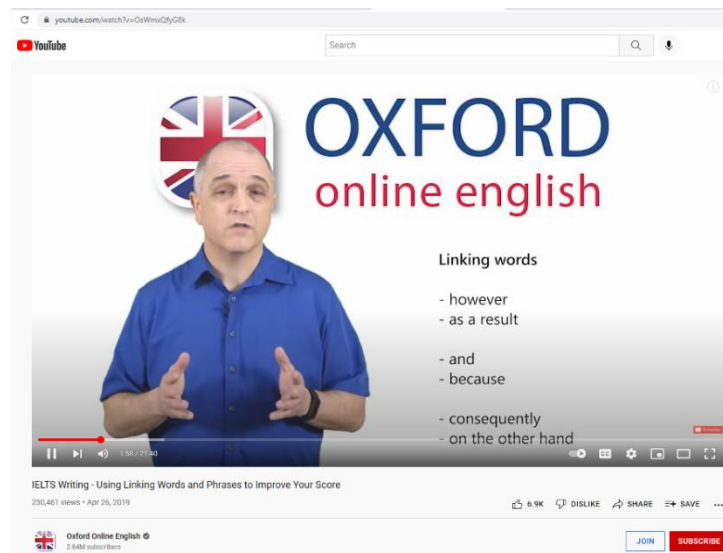 youtube.com/watch?v=OsWmxQfyG8k
YouTube
Search
OXFORD
online english
Linking words
- however
- as a result
- and
- because
- consequently
- on the other hand
1:58 / 21:40
CC
IELTS Writing - Using Linking Words and Phrases to Improve Your Score
230,461 views • Apr 26, 2019
6.9K DISLIKE SHARE SAVE ...
Oxford Online English
2.64M subscribers
JOIN SUBSCRIBE